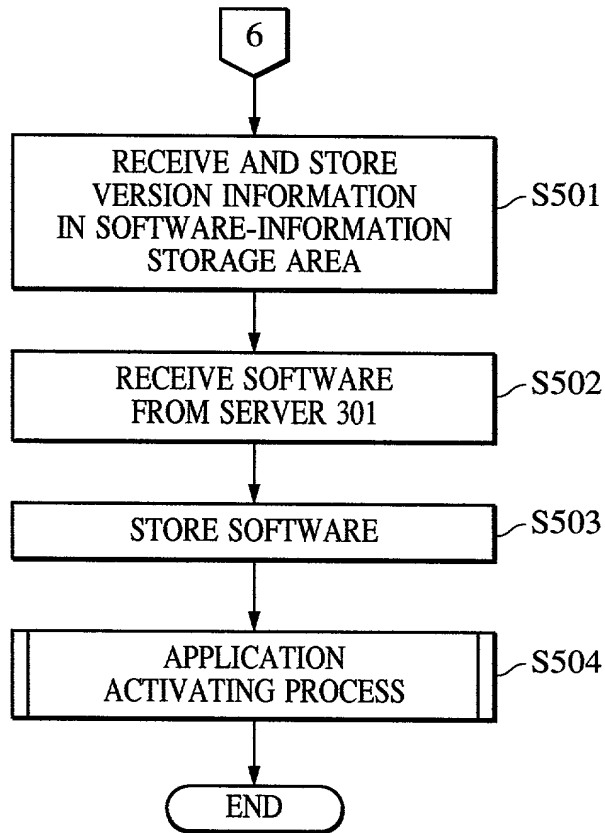 6
RECEIVE AND STORE
VERSION INFORMATION
IN SOFTWARE-INFORMATION
STORAGE AREA
S501
RECEIVE SOFTWARE
FROM SERVER 301
S502
STORE SOFTWARE
S503
APPLICATION
ACTIVATING PROCESS
S504
END